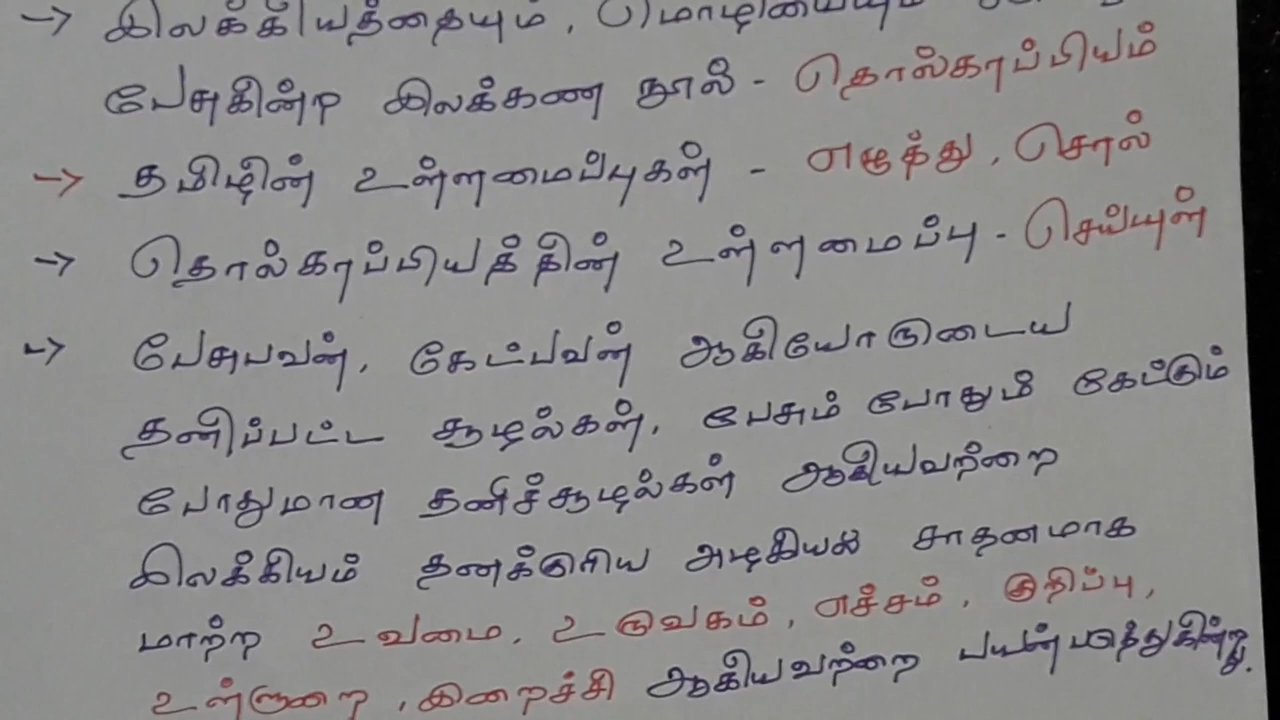 → இலக்கியத்தையும், மொழியையும்
பேசுகின்ற இலக்கண நூல் - தொல்காப்பியம்
→ தமிழின் உள்ளமைப்புகள் - எழுத்து, சொல்
→ தொல்காப்பியத்தின் உள்ளமைப்பு - செய்யுள்
→ பேசுபவன், கேட்பவன் ஆகியோருடைய
தனிப்பட்ட சூழல்கள், பேசும் போதும் கேட்கும்
போதுமான தனிச்சூழல்கள் ஆகியவற்றை
இலக்கியம் தனக்குரிய அழகியல் சாதனமாக
மாற்ற உவமை, உருவகம், எச்சம், குறிப்பு,
உள்ளுறை, இறைச்சி ஆகியவற்றை பயன்படுத்துகின்றது.